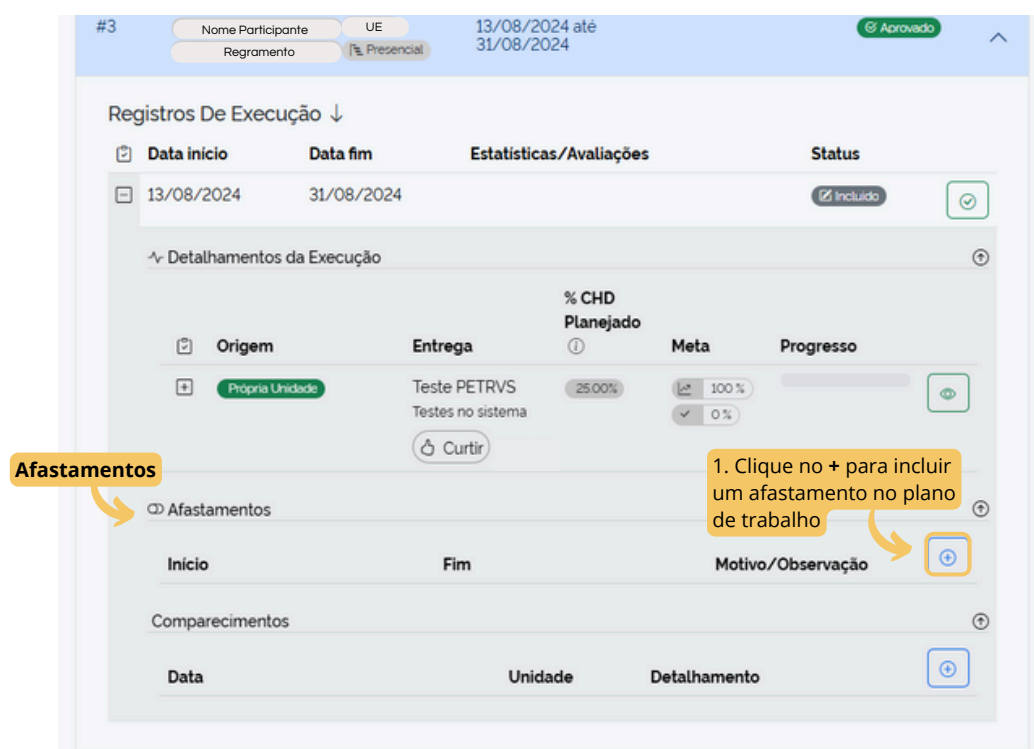 #3 Nome Participante UE 13/08/2024 até Aprovado
Regramento Presencial 31/08/2024
Registros De Execução ↓
Data início Data fim Estatísticas/Avaliações Status
13/08/2024 31/08/2024 Incluído
Detalhamentos da Execução
% CHD
Planejado
Origem Entrega Meta Progresso
Própria Unidade Teste PETRVS 25.00% 100 %
Testes no sistema 0 %
Curtir
Afastamentos
1. Clique no + para incluir
um afastamento no plano
de trabalho
Afastamentos
Início Fim Motivo/Observação
Comparecimentos
Data Unidade Detalhamento